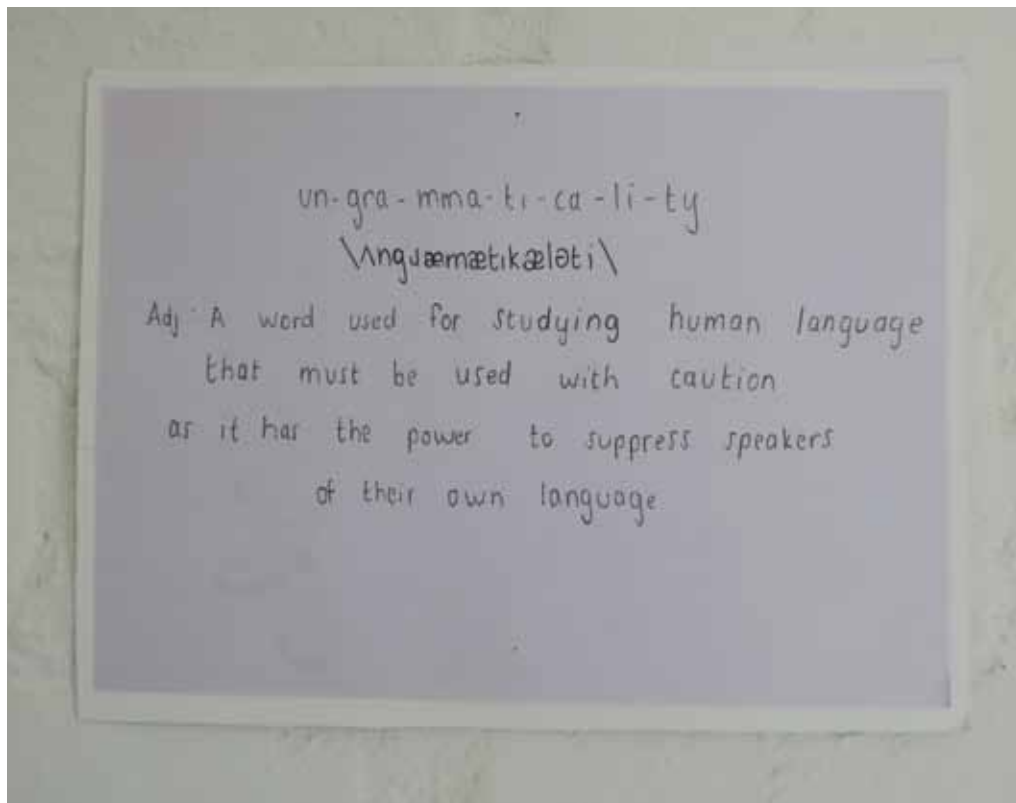 un-gra-mma-ti-ca-li-ty
\ʌngɹæmætɪkæləti\
Adj: A word used for studying human language
that must be used with caution
as it has the power to suppress speakers
of their own language